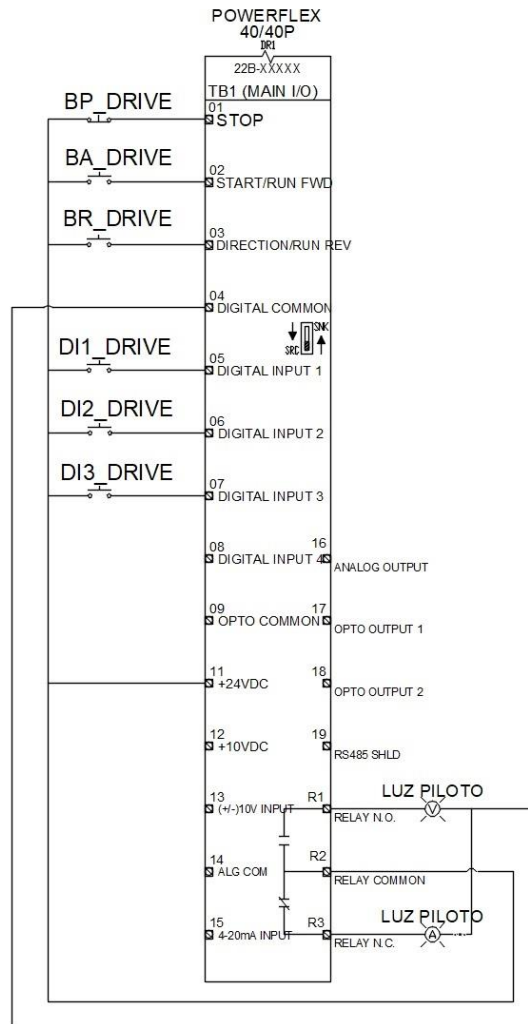 POWERFLEX
40/40P
DR1
22B-XXXXX
TB1 (MAIN I/O)
BP_DRIVE
01
STOP
BA_DRIVE
02
START/RUN FWD
BR_DRIVE
03
DIRECTION/RUN REV
04
DIGITAL COMMON
SNK
SRC
DI1_DRIVE
05
DIGITAL INPUT 1
DI2_DRIVE
06
DIGITAL INPUT 2
DI3_DRIVE
07
DIGITAL INPUT 3
08
DIGITAL INPUT 4
16
ANALOG OUTPUT
09
OPTO COMMON
17
OPTO OUTPUT 1
11
+24VDC
18
OPTO OUTPUT 2
12
+10VDC
19
RS485 SHLD
13
(+/-)10V INPUT
R1
RELAY N.O.
LUZ PILOTO
V
14
ALG COM
R2
RELAY COMMON
15
4-20mA INPUT
R3
RELAY N.C.
LUZ PILOTO
A